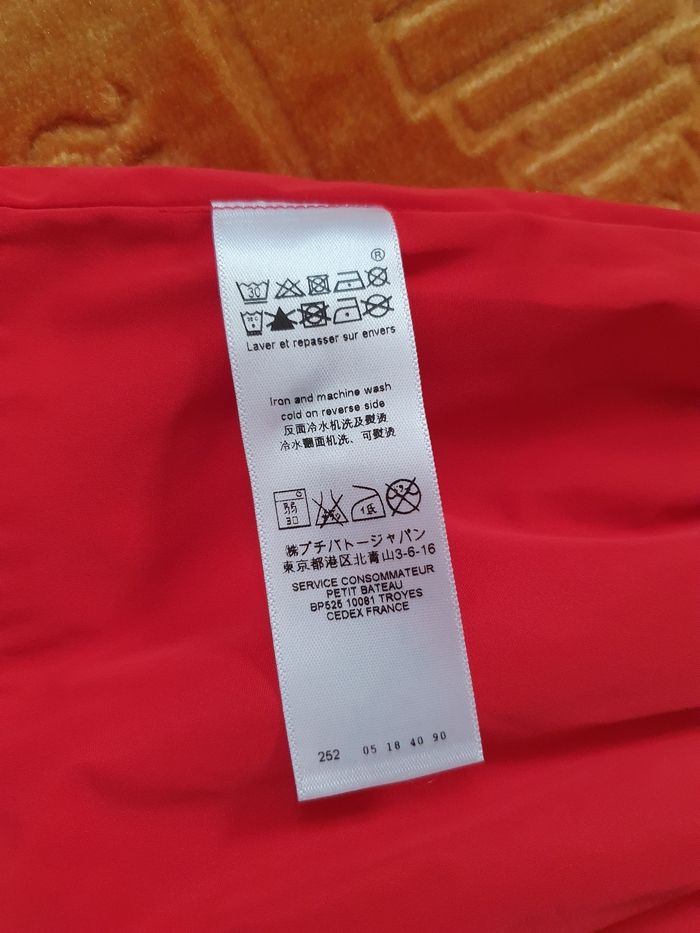 ®
30
Laver et repasser sur envers
Iron and machine wash
cold on reverse side
反面冷水机洗及熨烫
冷水翻面机洗、可熨烫
弱
30 低
㈱プチバトージャパン
東京都港区北青山3-6-16
SERVICE CONSOMMATEUR
PETIT BATEAU
BP525 10081 TROYES
CEDEX FRANCE
252 05 18 40 90